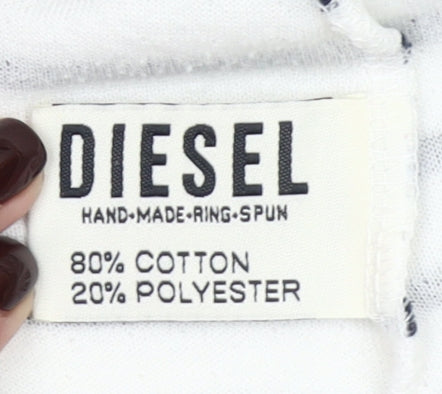 DIESEL
HAND•MADE•RING•SPUN
80% COTTON
20% POLYESTER